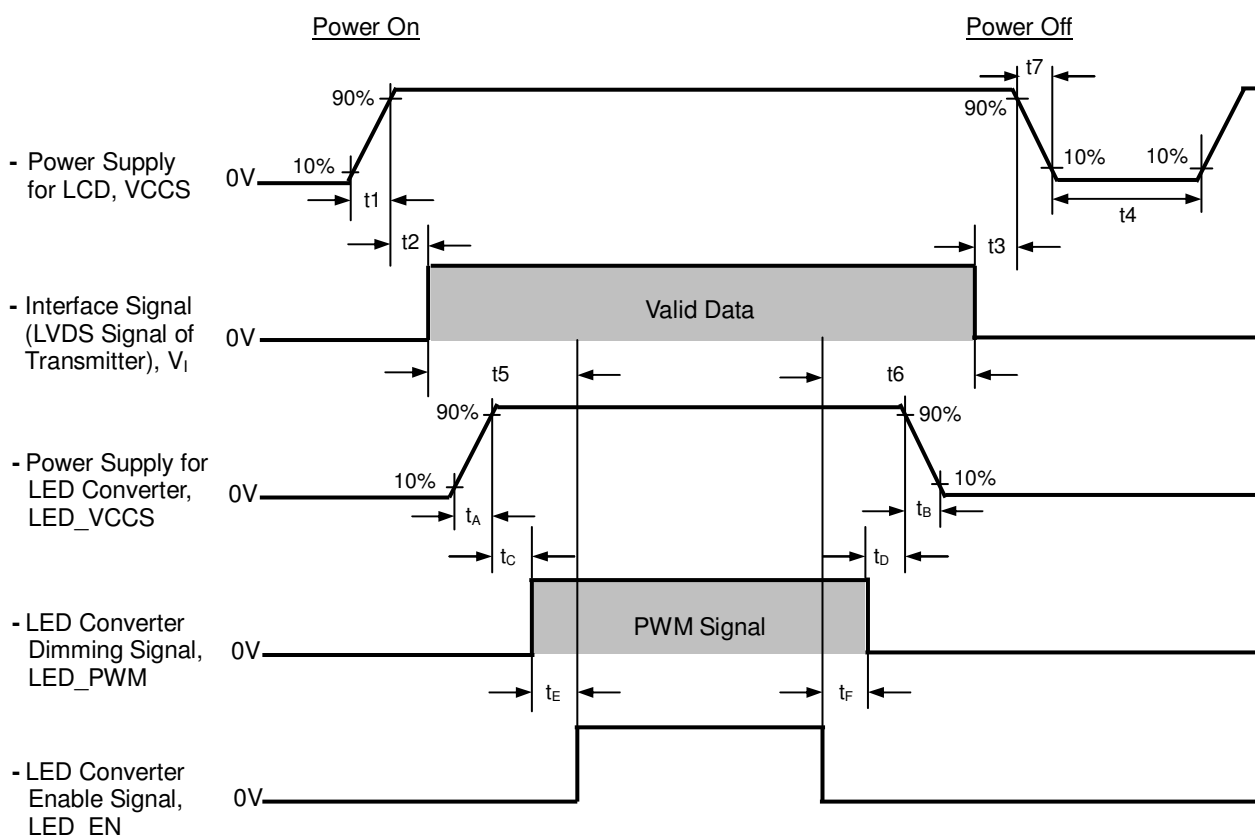 Power On
Power Off
t7
90%
90%
10%
10%
10%
- Power Supply
for LCD, VCCS
0V
t1
t4
t2
t3
- Interface Signal
(LVDS Signal of
Transmitter), VI
0V
Valid Data
t5
t6
90%
90%
- Power Supply for
LED Converter,
LED_VCCS
0V
10%
10%
tA
tB
tC
tD
- LED Converter
Dimming Signal,
LED_PWM
0V
PWM Signal
tE
tF
- LED Converter
Enable Signal,
LED_EN
0V